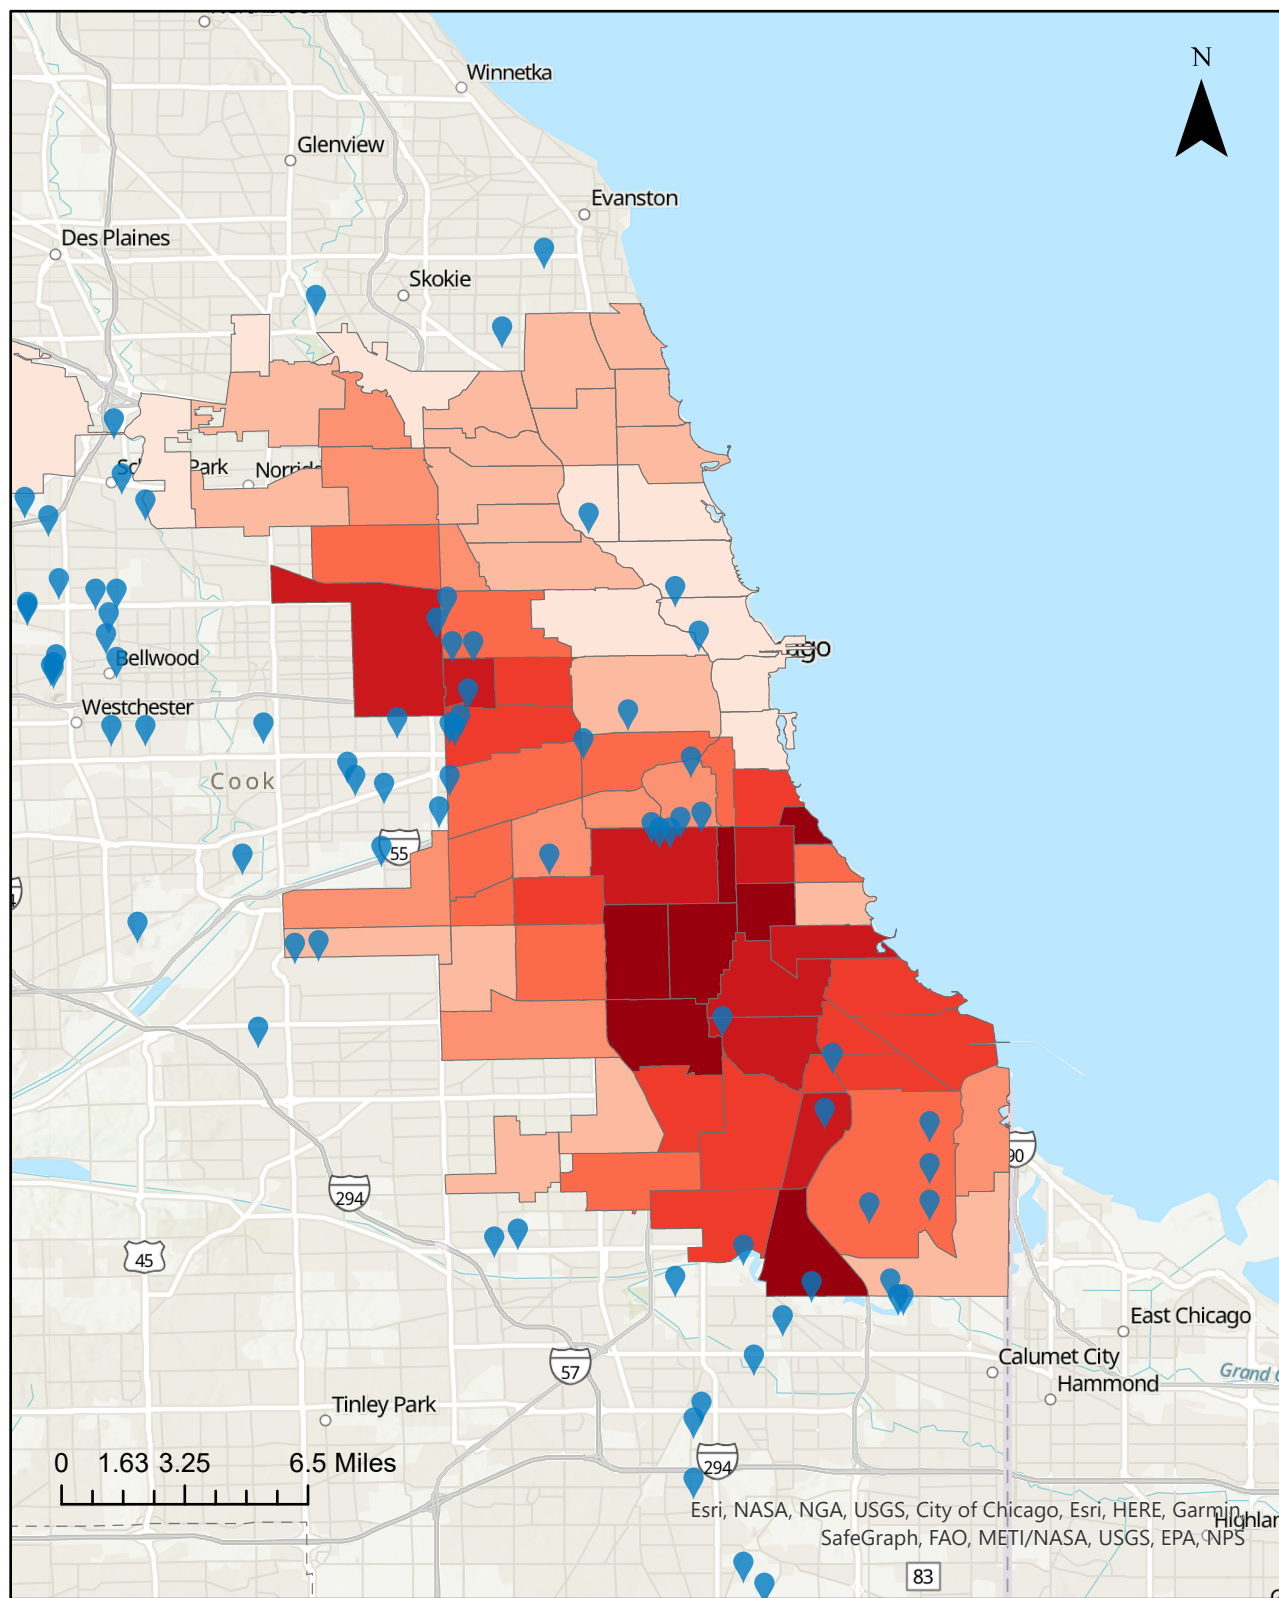 Winnetka
N
Glenview
Evanston
Des Plaines
Skokie
Park
Bellwood
Westchester
Cook
55
294
90
45
East Chicago
57
Calumet City
Hammond
Tinley Park
294
0 1.63 3.25 6.5 Miles
Esri, NASA, NGA, USGS, City of Chicago, Esri, HERE, Garmin,
SafeGraph, FAO, METI/NASA, USGS, EPA, NPS
83